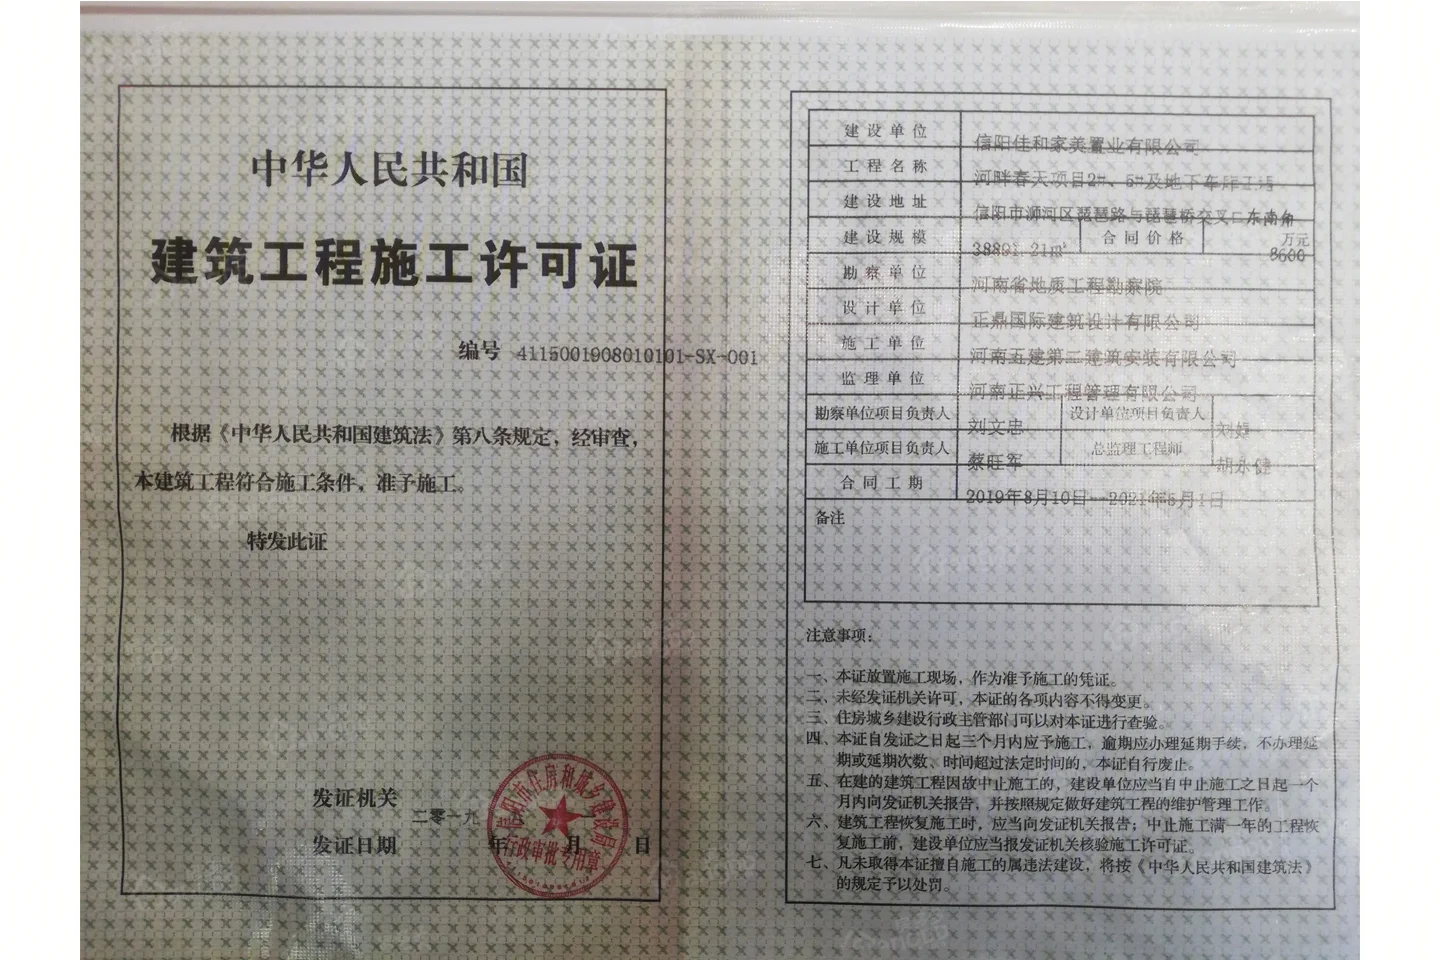 中华人民共和国
建筑工程施工许可证
编号 4115001908010101-SX-001
根据《中华人民共和国建筑法》第八条规定，经审查，
本建筑工程符合施工条件，准予施工。
特发此证
发证机关
二零一九
发证日期 年 月 日
信阳市住房和城乡建设局
行政审批专用章
建设单位 信阳佳和家美置业有限公司
工程名称 河畔春天项目2#、5#及地下车库工程
建设地址 信阳市浉河区琵琶路与琵琶桥交叉口东南角
建设规模 38891.21m² 合同价格 8600 万元
勘察单位 河南省地质工程勘察院
设计单位 正鼎国际建筑设计有限公司
施工单位 河南五建第二建筑安装有限公司
监理单位 河南正兴工程管理有限公司
勘察单位项目负责人 刘文忠 设计单位项目负责人 刘婷
施工单位项目负责人 蔡旺军 总监理工程师 胡永健
合同工期 2019年8月10日--2021年5月1日
备注
注意事项：
一、本证放置施工现场，作为准予施工的凭证。
二、未经发证机关许可，本证的各项内容不得变更。
三、住房城乡建设行政主管部门可以对本证进行查验。
四、本证自发证之日起三个月内应予施工，逾期应办理延期手续，不办理延
期或延期次数、时间超过法定时间的，本证自行废止。
五、在建的建筑工程因故中止施工的，建设单位应当自中止施工之日起一个
月内向发证机关报告，并按照规定做好建筑工程的维护管理工作。
六、建筑工程恢复施工时，应当向发证机关报告；中止施工满一年的工程恢
复施工前，建设单位应当报发证机关核验施工许可证。
七、凡未取得本证擅自施工的属违法建设，将按《中华人民共和国建筑法》
的规定予以处罚。